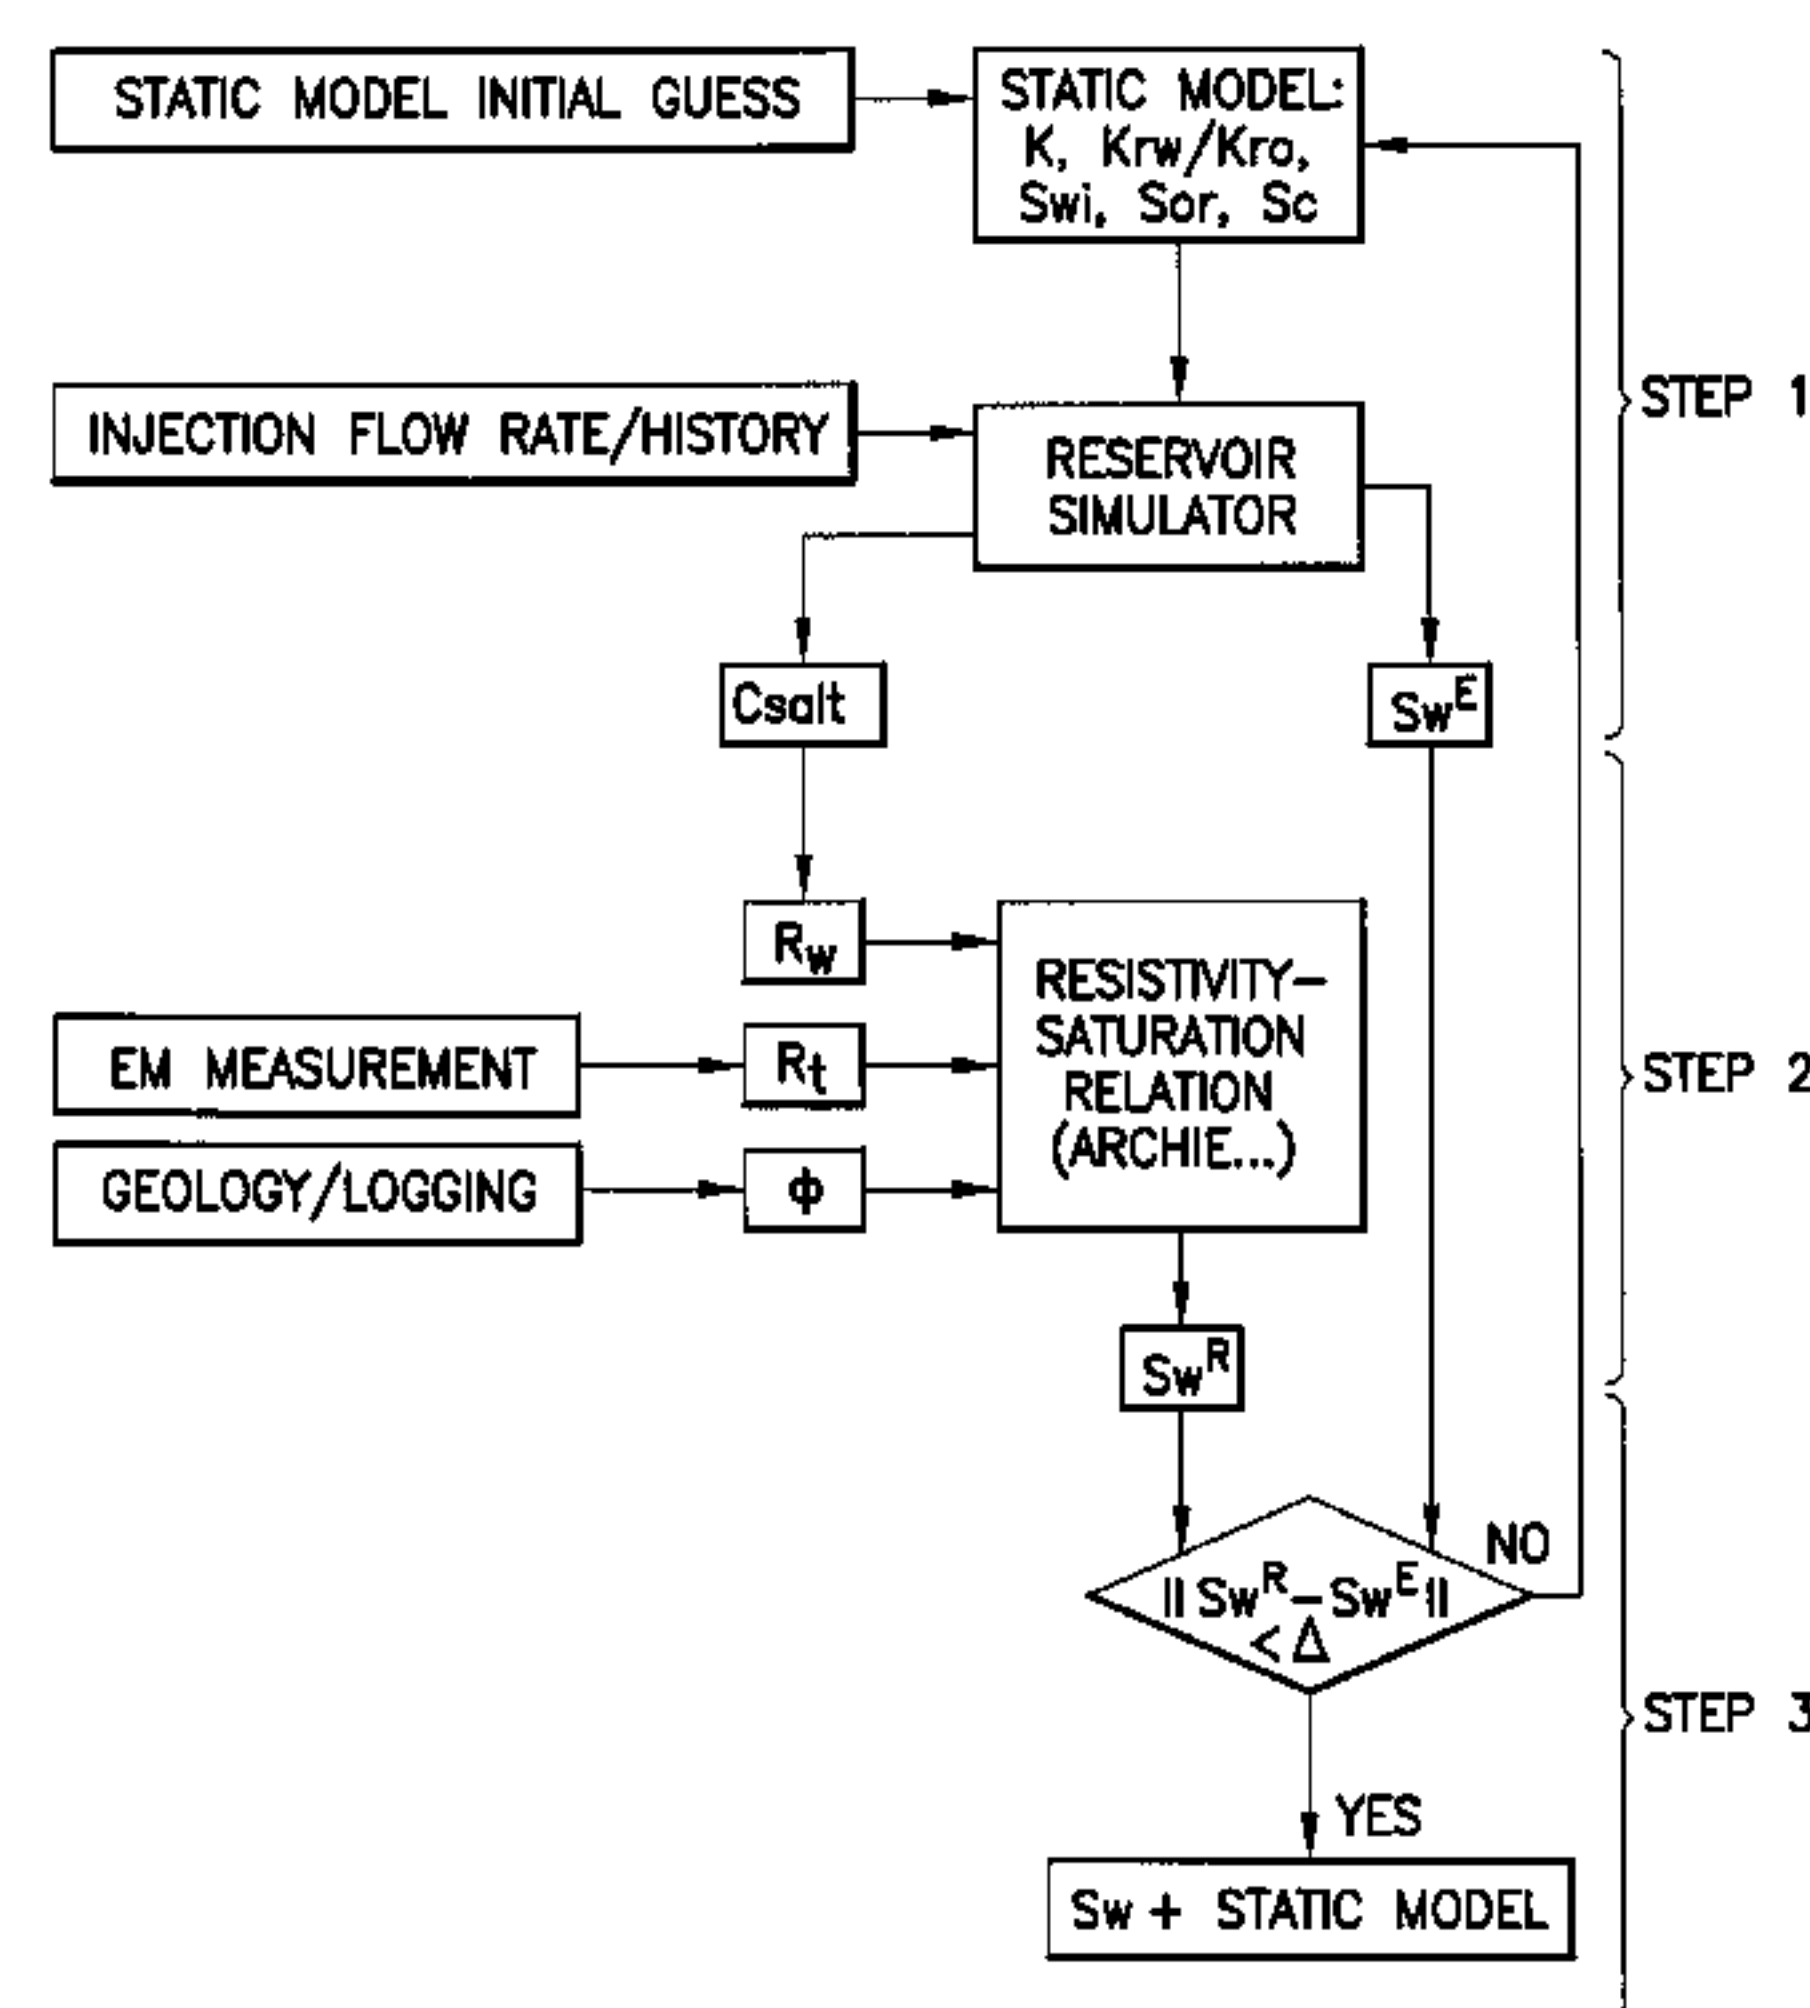 STATIC MODEL INITIAL GUESS
STATIC MODEL:
K, Krw/Kro,
Swi, Sor, Sc
INJECTION FLOW RATE/HISTORY
RESERVOIR
SIMULATOR
STEP 1
Csalt
Sw^E
R_w
EM MEASUREMENT
R_t
GEOLOGY/LOGGING
ϕ
RESISTIVITY-
SATURATION
RELATION
(ARCHIE...)
STEP 2
Sw^R
NO
|| Sw^R - Sw^E ||
< Δ
STEP 3
YES
Sw + STATIC MODEL